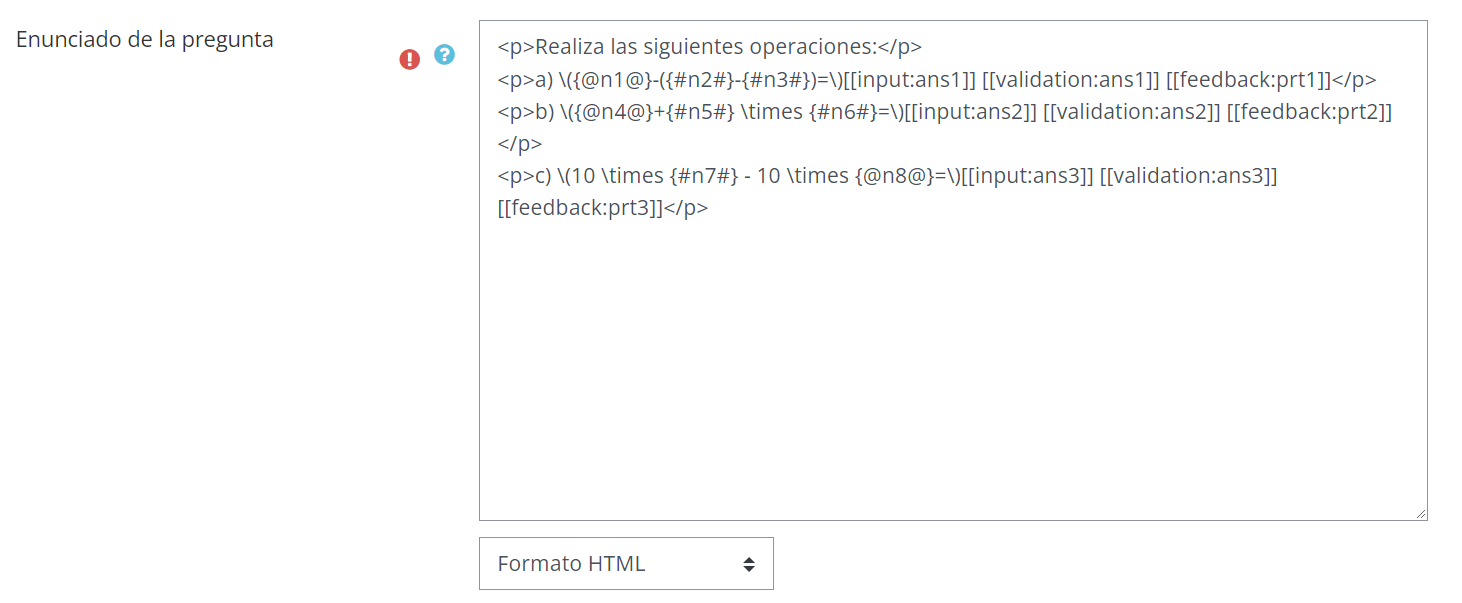 Enunciado de la pregunta
<p>Realiza las siguientes operaciones:</p>
<p>a) \({@n1@}-({#n2#}-{#n3#})=\)[[input:ans1]] [[validation:ans1]] [[feedback:prt1]]</p>
<p>b) \({@n4@}+{#n5#} \times {#n6#}=\)[[input:ans2]] [[validation:ans2]] [[feedback:prt2]]
</p>
<p>c) \(10 \times {#n7#} - 10 \times {@n8@}=\)[[input:ans3]] [[validation:ans3]]
[[feedback:prt3]]</p>
Formato HTML